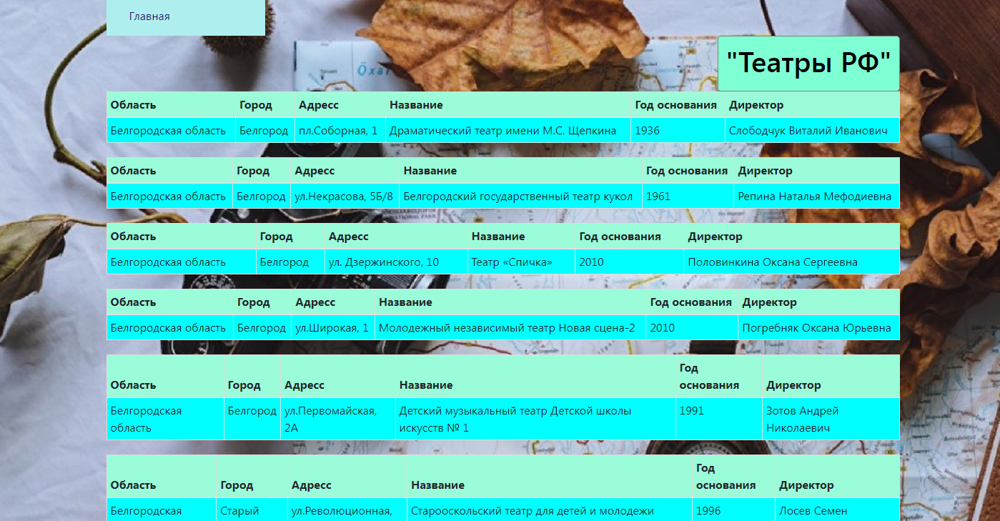 Главная
"Театры РФ"
Область Город Адресс Название Год основания Директор
Белгородская область Белгород пл.Соборная, 1 Драматический театр имени М.С. Щепкина 1936 Слободчук Виталий Иванович
Область Город Адресс Название Год основания Директор
Белгородская область Белгород ул.Некрасова, 5Б/8 Белгородский государственный театр кукол 1961 Репина Наталья Мефодиевна
Область Город Адресс Название Год основания Директор
Белгородская область Белгород ул. Дзержинского, 10 Театр «Спичка» 2010 Половинкина Оксана Сергеевна
Область Город Адресс Название Год основания Директор
Белгородская область Белгород ул.Широкая, 1 Молодежный независимый театр Новая сцена-2 2010 Погребняк Оксана Юрьевна
Год
Область Город Адресс Название основания Директор
Белгородская Белгород ул.Первомайская, Детский музыкальный театр Детской школы 1991 Зотов Андрей
область 2А искусств № 1 Николаевич
Год
Область Город Адресс Название основания Директор
Белгородская Старый ул.Революционная, Старооскольский театр для детей и молодежи 1996 Лосев Семен